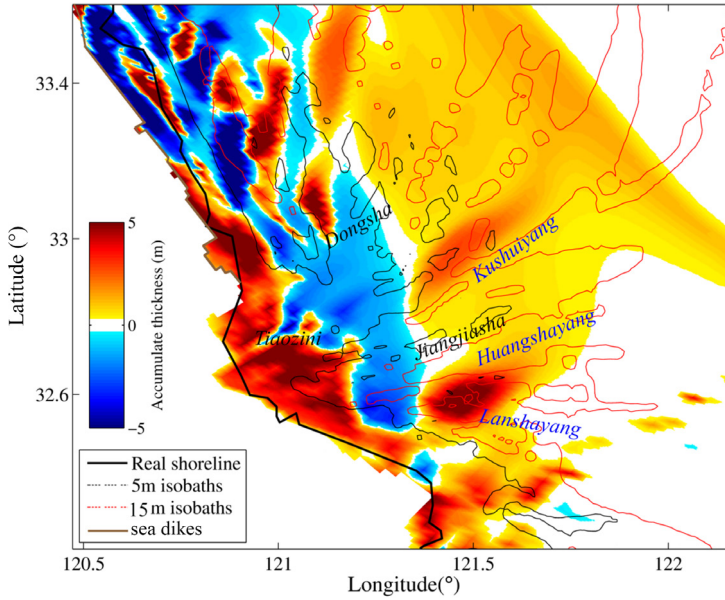 33.4
33
32.6
Latitude (°)
5
0
−5
Accumulate thickness (m)
Dongsha
Kushuiyang
Tiaozini
Jiangjiasha
Huangshayang
Lanshayang
Real shoreline
5m isobaths
15m isobaths
sea dikes
120.5
121
121.5
122
Longitude(°)